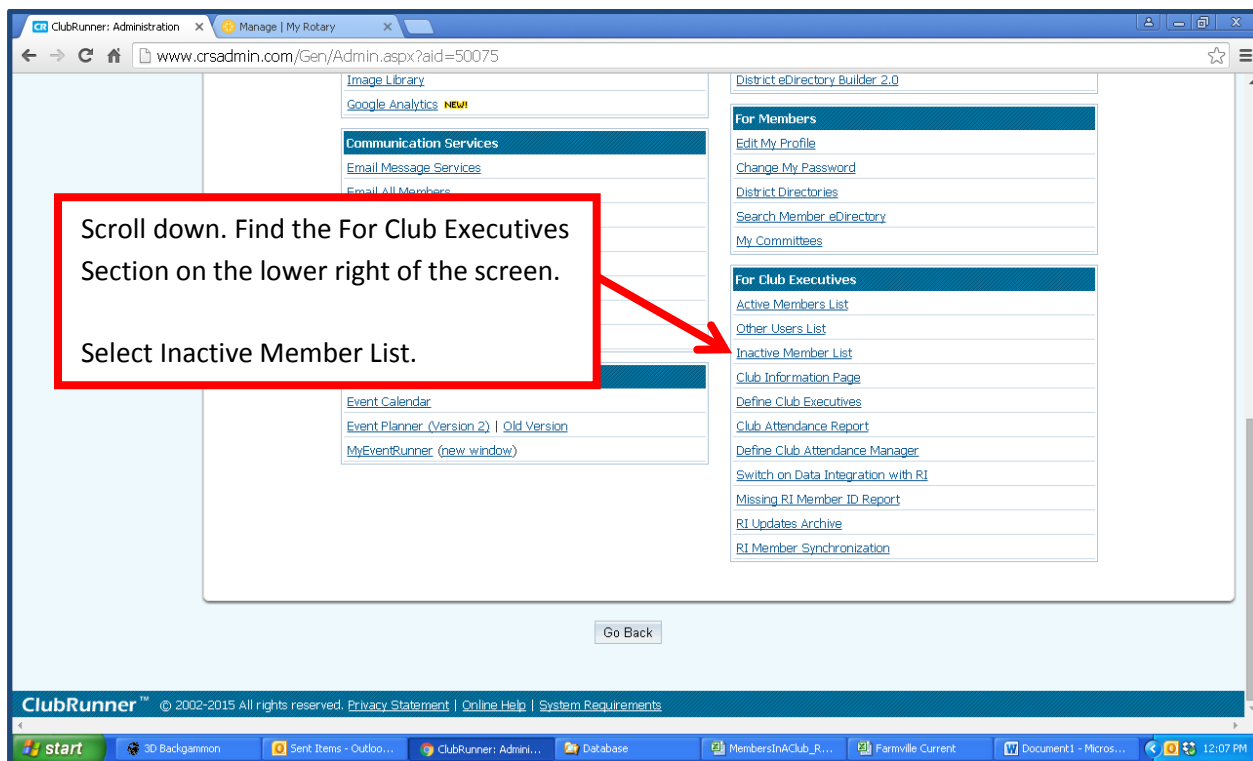 CR ClubRunner: Administration
Manage | My Rotary
www.crsadmin.com/Gen/Admin.aspx?aid=50075
Image Library
Google Analytics NEW!
Communication Services
Email Message Services
Email All Members
Scroll down. Find the For Club Executives
Section on the lower right of the screen.
Select Inactive Member List.
Event Calendar
Event Planner (Version 2) | Old Version
MyEventRunner (new window)
District eDirectory Builder 2.0
For Members
Edit My Profile
Change My Password
District Directories
Search Member eDirectory
My Committees
For Club Executives
Active Members List
Other Users List
Inactive Member List
Club Information Page
Define Club Executives
Club Attendance Report
Define Club Attendance Manager
Switch on Data Integration with RI
Missing RI Member ID Report
RI Updates Archive
RI Member Synchronization
Go Back
ClubRunner™ © 2002-2015 All rights reserved. Privacy Statement | Online Help | System Requirements
start 3D Backgammon Sent Items - Outloo... ClubRunner: Admini... Database MembersInAClub_R... Farmville Current Document1 - Micros... 12:07 PM